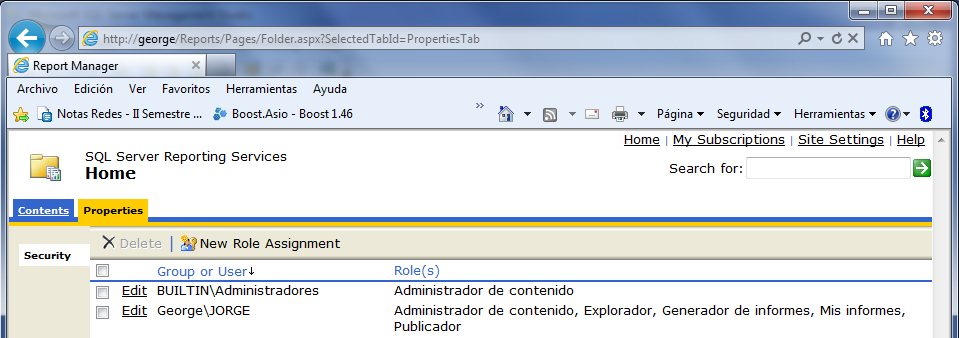 http://george/Reports/Pages/Folder.aspx?SelectedTabId=PropertiesTab
Report Manager
Archivo Edición Ver Favoritos Herramientas Ayuda
Notas Redes - II Semestre ... Boost.Asio - Boost 1.46 » Página Seguridad Herramientas
Home | My Subscriptions | Site Settings | Help
SQL Server Reporting Services
Home
Search for:
Contents Properties
Delete | New Role Assignment
Security
Group or User↓ Role(s)
Edit BUILTIN\Administradores Administrador de contenido
Edit George\JORGE Administrador de contenido, Explorador, Generador de informes, Mis informes,
Publicador